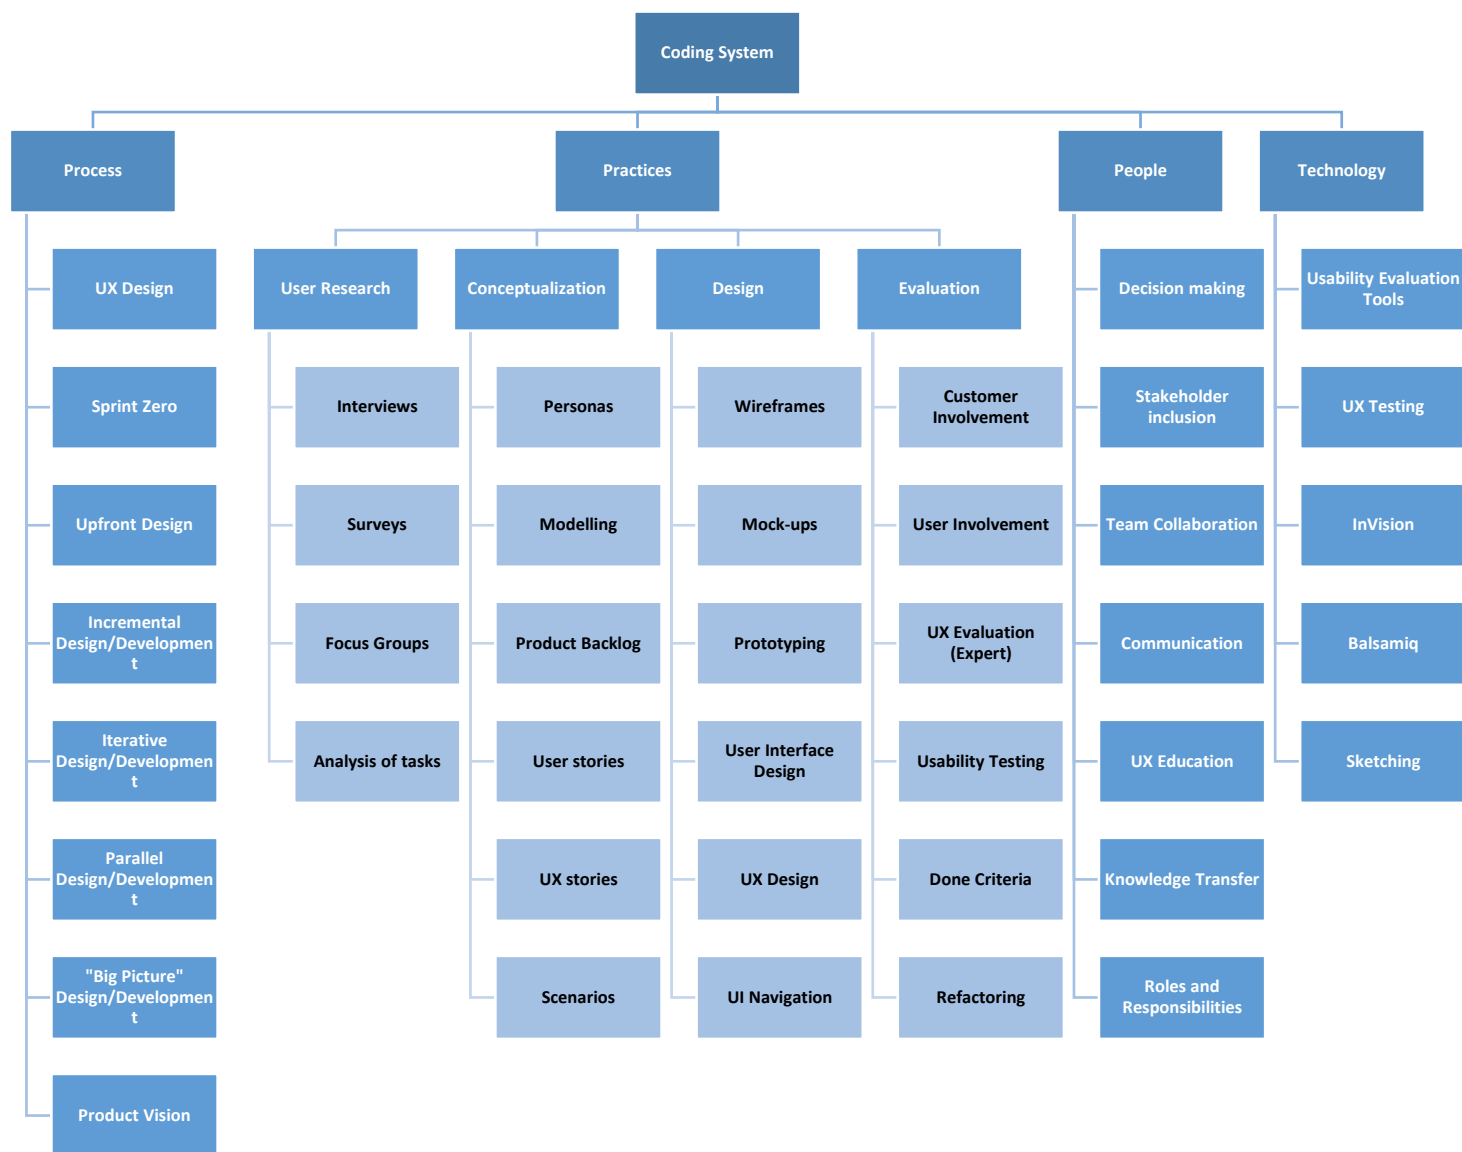 Coding System
Process
Practices
People
Technology
UX Design
User Research
Conceptualization
Design
Evaluation
Decision making
Usability Evaluation
Tools
Sprint Zero
Interviews
Personas
Wireframes
Customer
Involvement
Stakeholder
inclusion
UX Testing
Upfront Design
Surveys
Modelling
Mock-ups
User Involvement
Team Collaboration
InVision
Incremental
Design/Developmen
t
Focus Groups
Product Backlog
Prototyping
UX Evaluation
(Expert)
Communication
Balsamiq
Iterative
Design/Developmen
t
Analysis of tasks
User stories
User Interface
Design
Usability Testing
UX Education
Sketching
Parallel
Design/Developmen
t
UX stories
UX Design
Done Criteria
Knowledge Transfer
"Big Picture"
Design/Developmen
t
Scenarios
UI Navigation
Refactoring
Roles and
Responsibilities
Product Vision